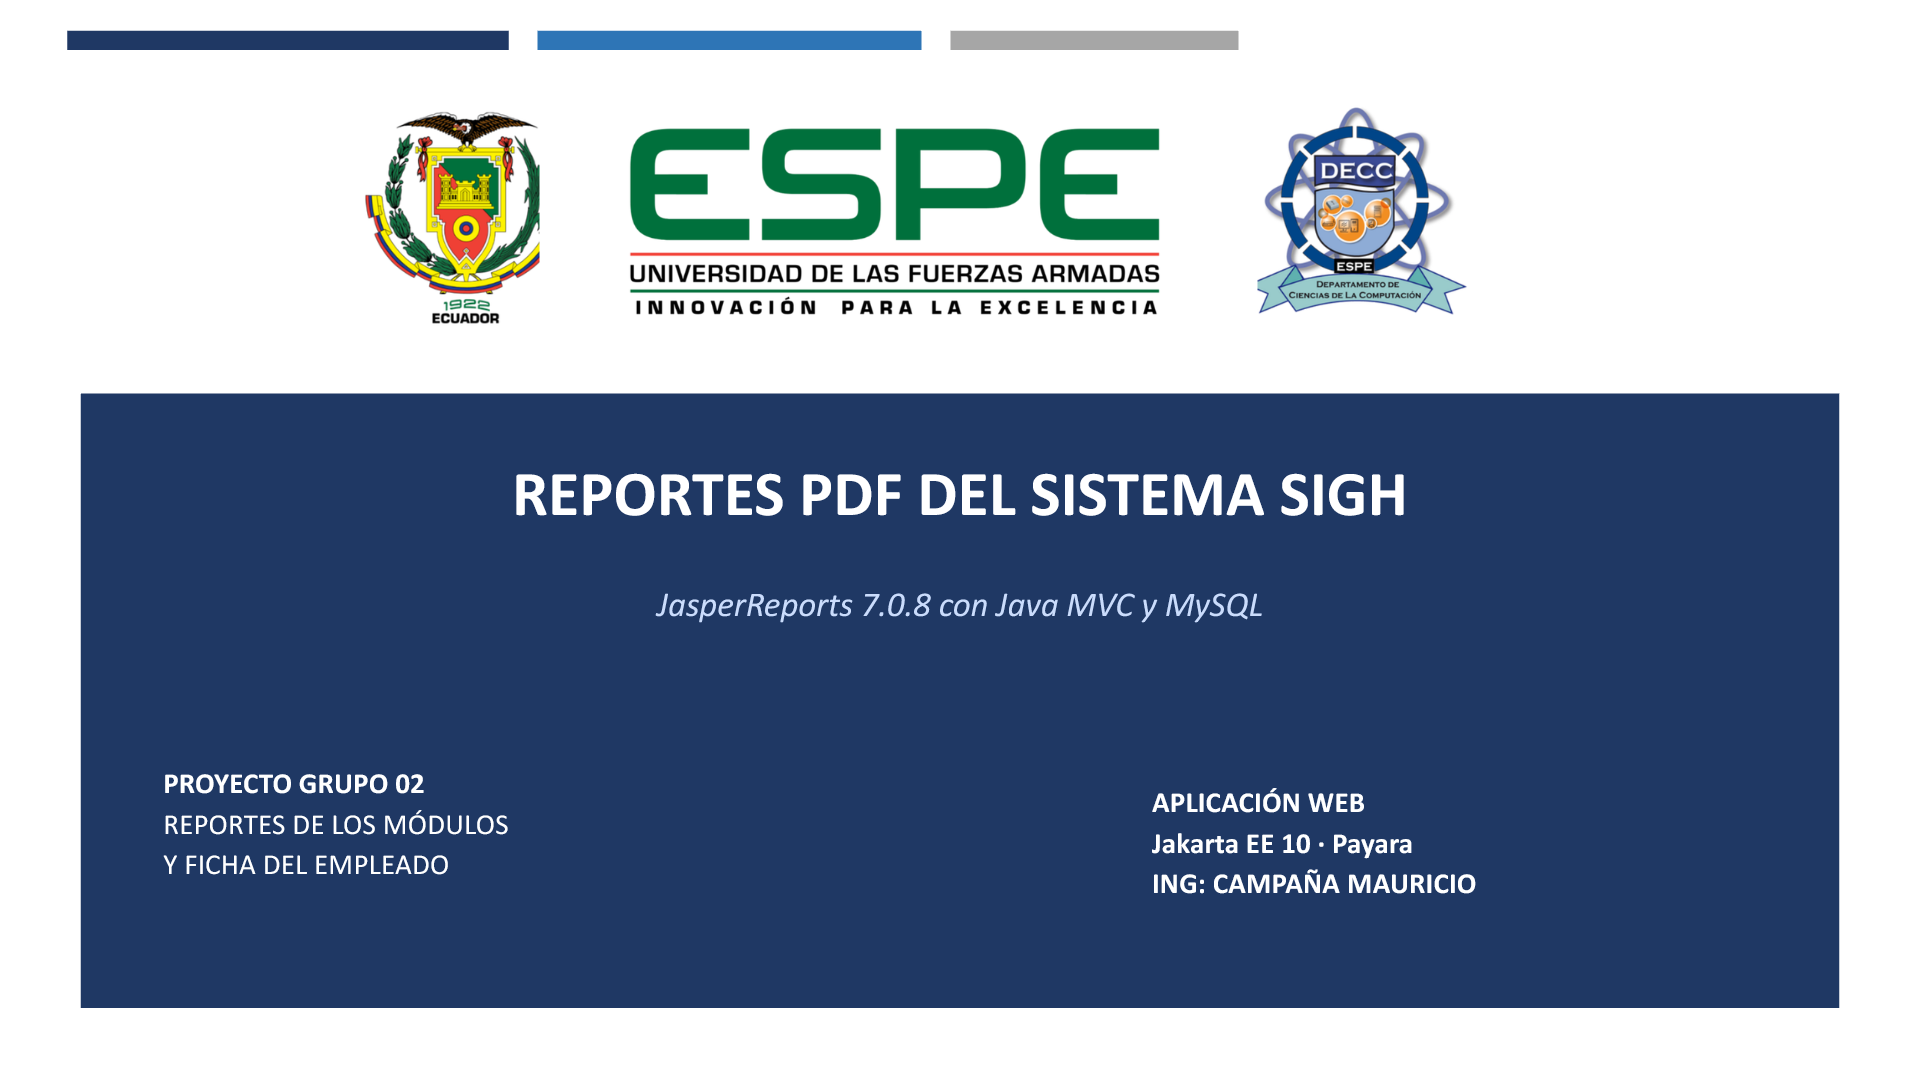 1922
ECUADOR
ESPE
UNIVERSIDAD DE LAS FUERZAS ARMADAS
INNOVACIÓN PARA LA EXCELENCIA
DECC
ESPE
DEPARTAMENTO DE
CIENCIAS DE LA COMPUTACIÓN
REPORTES PDF DEL SISTEMA SIGH
JasperReports 7.0.8 con Java MVC y MySQL
PROYECTO GRUPO 02
REPORTES DE LOS MÓDULOS
Y FICHA DEL EMPLEADO
APLICACIÓN WEB
Jakarta EE 10 · Payara
ING: CAMPAÑA MAURICIO